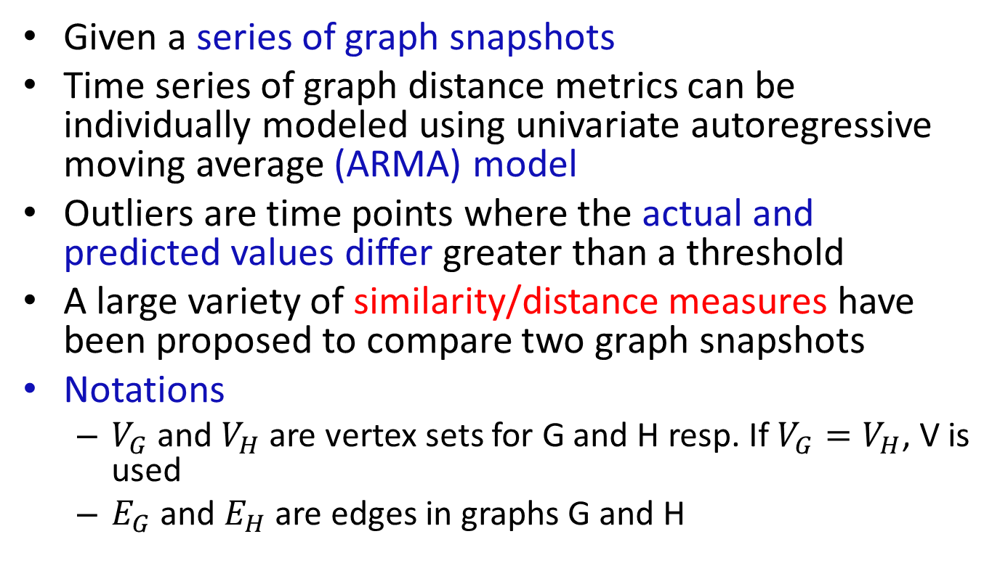 • Given a series of graph snapshots
• Time series of graph distance metrics can be
individually modeled using univariate autoregressive
moving average (ARMA) model
• Outliers are time points where the actual and
predicted values differ greater than a threshold
• A large variety of similarity/distance measures have
been proposed to compare two graph snapshots
• Notations
– V_G and V_H are vertex sets for G and H resp. If V_G = V_H, V is
used
– E_G and E_H are edges in graphs G and H